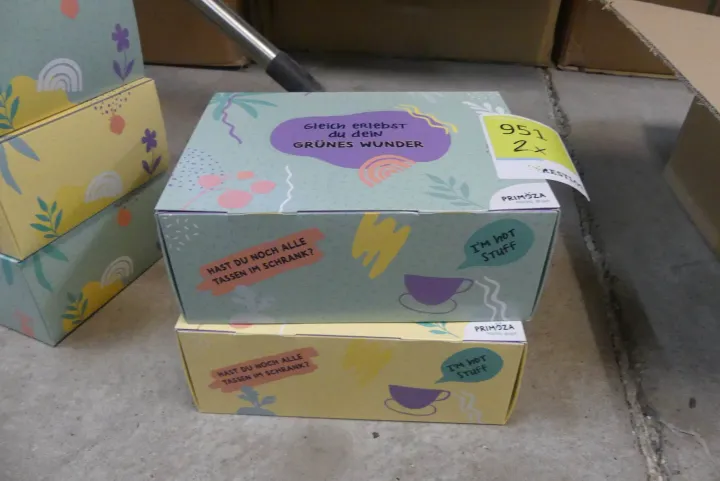 Gleich erlebst
du dein
GRÜNES WUNDER
951
2x
PRIMOZA
HAST DU NOCH ALLE
TASSEN IM SCHRANK?
I'M HOT
STUFF
PRIMOZA
HAST DU NOCH ALLE
TASSEN IM SCHRANK?
I'M HOT
STUFF